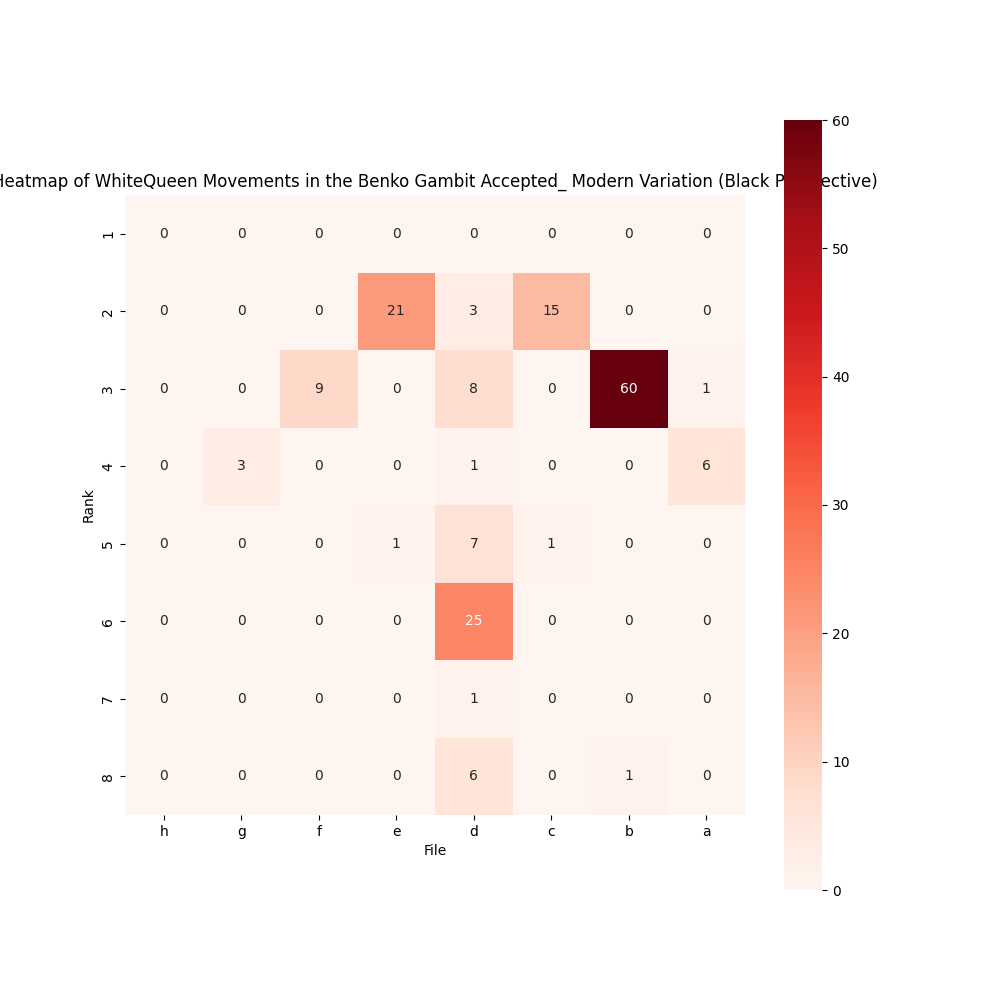 60
Heatmap of WhiteQueen Movements in the Benko Gambit Accepted_ Modern Variation (Black P ective)
1 0 0 0 0 0 0 0 0
50
2 0 0 0 21 3 15 0 0
3 0 0 9 0 8 0 60 1
40
4 0 3 0 0 1 0 0 6
Rank
30
5 0 0 0 1 7 1 0 0
6 0 0 0 0 25 0 0 0
20
7 0 0 0 0 1 0 0 0
10
8 0 0 0 0 6 0 1 0
h g f e d c b a
File
0